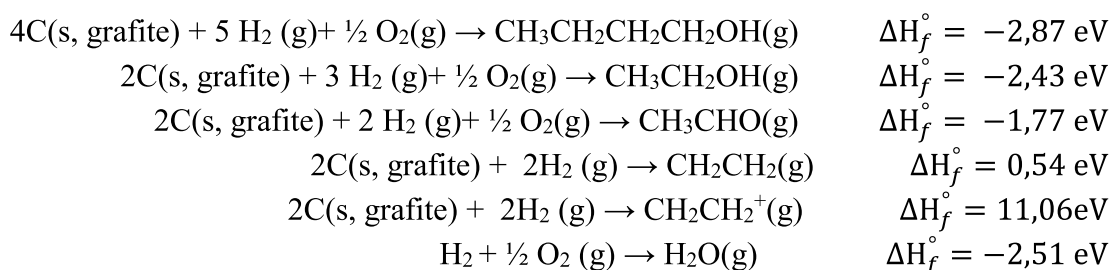 4C(s, grafite) + 5 H₂ (g)+ ½ O₂(g) → CH₃CH₂CH₂CH₂OH(g) ΔH°f = −2,87 eV
2C(s, grafite) + 3 H₂ (g)+ ½ O₂(g) → CH₃CH₂OH(g) ΔH°f = −2,43 eV
2C(s, grafite) + 2 H₂ (g)+ ½ O₂(g) → CH₃CHO(g) ΔH°f = −1,77 eV
2C(s, grafite) + 2H₂ (g) → CH₂CH₂(g) ΔH°f = 0,54 eV
2C(s, grafite) + 2H₂ (g) → CH₂CH₂⁺(g) ΔH°f = 11,06eV
H₂ + ½ O₂ (g) → H₂O(g) ΔH°f = −2,51 eV